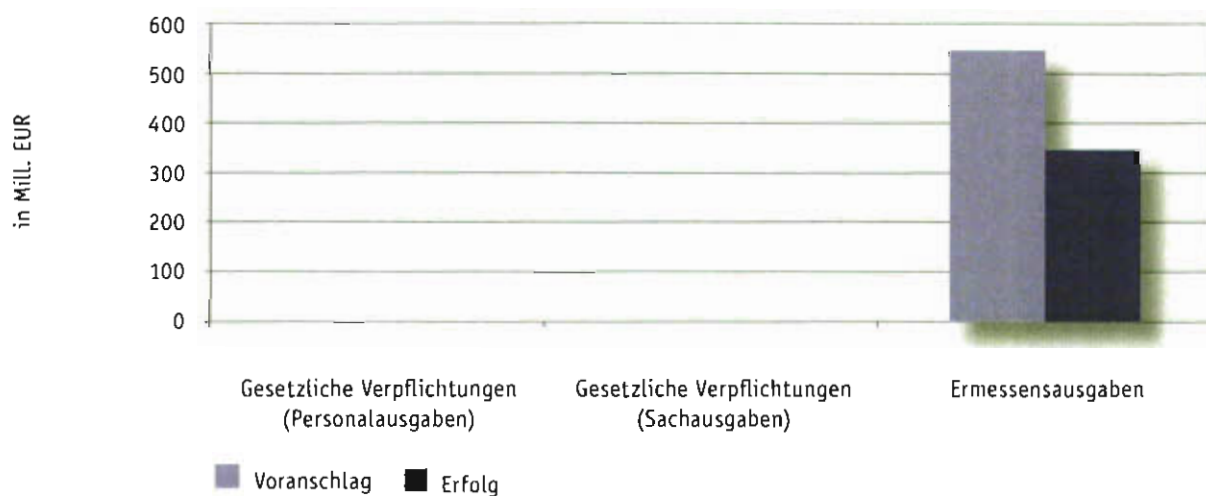 in Mill. EUR
600
500
400
300
200
100
0
Gesetzliche Verpflichtungen
(Personalausgaben)
Gesetzliche Verpflichtungen
(Sachausgaben)
Ermessensausgaben
Voranschlag
Erfolg